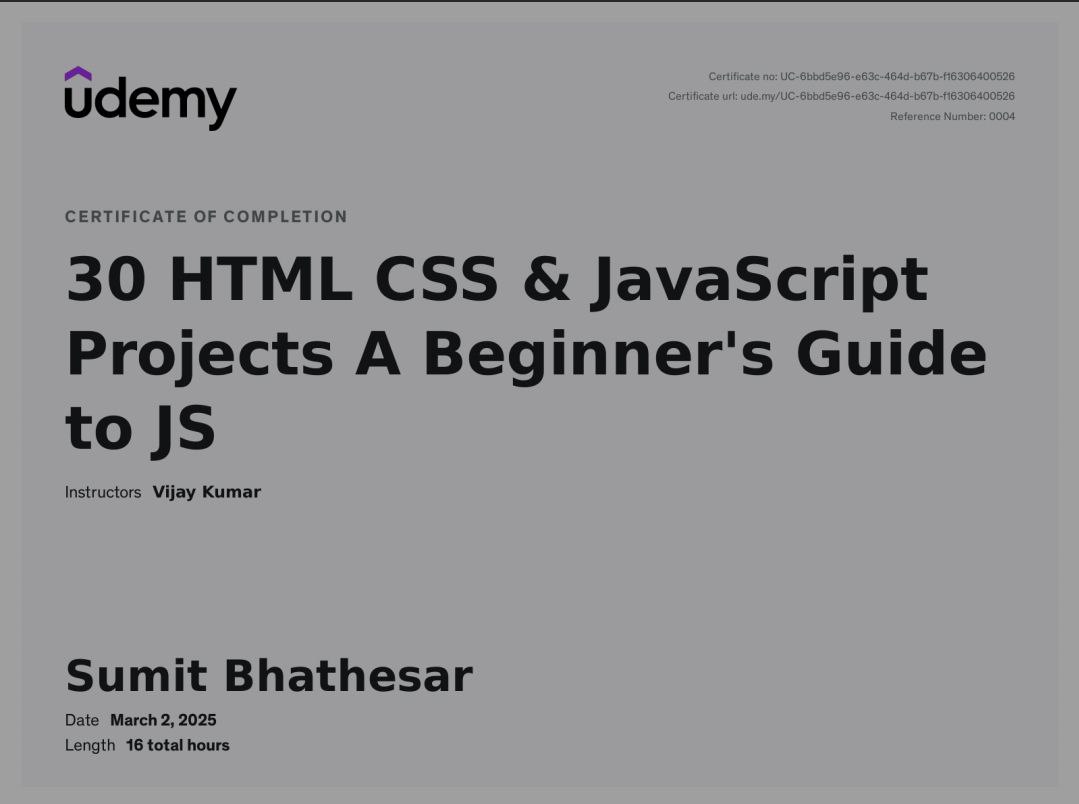 udemy
Certificate no: UC-6bbd5e96-e63c-464d-b67b-f16306400526
Certificate url: ude.my/UC-6bbd5e96-e63c-464d-b67b-f16306400526
Reference Number: 0004
CERTIFICATE OF COMPLETION
30 HTML CSS & JavaScript
Projects A Beginner's Guide
to JS
Instructors Vijay Kumar
Sumit Bhathesar
Date March 2, 2025
Length 16 total hours